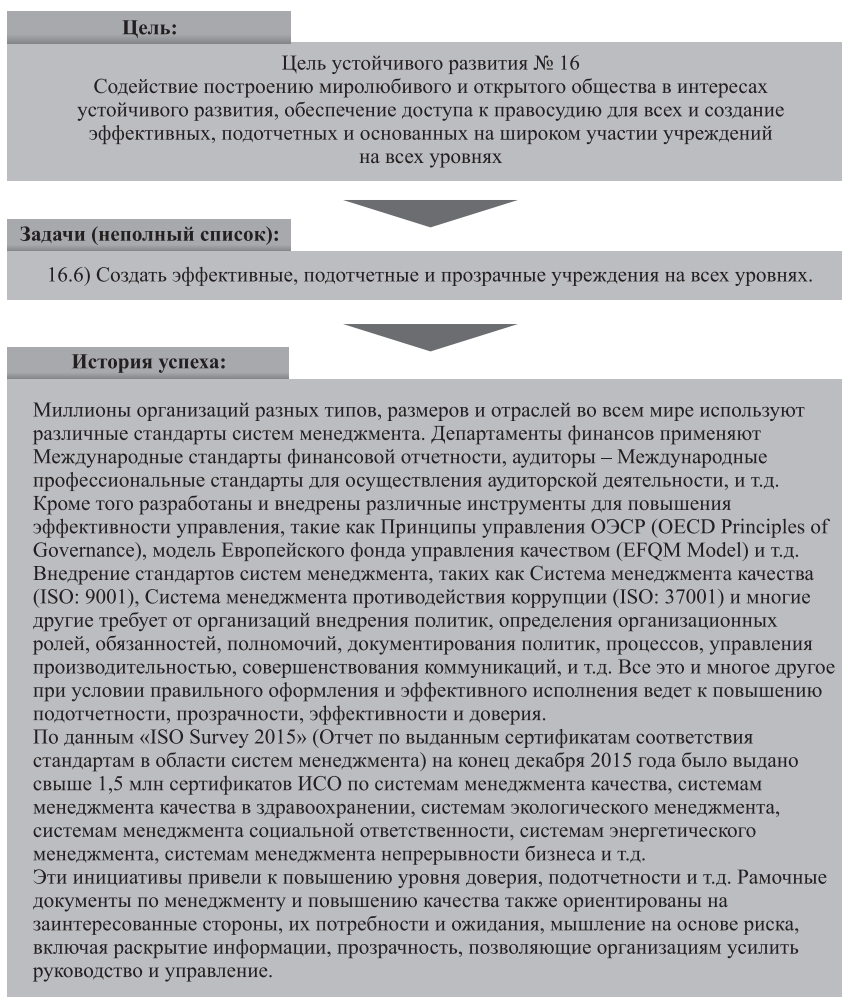 Цель:
Цель устойчивого развития № 16
Содействие построению миролюбивого и открытого общества в интересах
устойчивого развития, обеспечение доступа к правосудию для всех и создание
эффективных, подотчетных и основанных на широком участии учреждений
на всех уровнях
Задачи (неполный список):
16.6) Создать эффективные, подотчетные и прозрачные учреждения на всех уровнях.
История успеха:
Миллионы организаций разных типов, размеров и отраслей во всем мире используют
различные стандарты систем менеджмента. Департаменты финансов применяют
Международные стандарты финансовой отчетности, аудиторы – Международные
профессиональные стандарты для осуществления аудиторской деятельности, и т.д.
Кроме того разработаны и внедрены различные инструменты для повышения
эффективности управления, такие как Принципы управления ОЭСР (OECD Principles of
Governance), модель Европейского фонда управления качеством (EFQM Model) и т.д.
Внедрение стандартов систем менеджмента, таких как Система менеджмента качества
(ISO: 9001), Система менеджмента противодействия коррупции (ISO: 37001) и многие
другие требует от организаций внедрения политик, определения организационных
ролей, обязанностей, полномочий, документирования политик, процессов, управления
производительностью, совершенствования коммуникаций, и т.д. Все это и многое другое
при условии правильного оформления и эффективного исполнения ведет к повышению
подотчетности, прозрачности, эффективности и доверия.
По данным «ISO Survey 2015» (Отчет по выданным сертификатам соответствия
стандартам в области систем менеджмента) на конец декабря 2015 года было выдано
свыше 1,5 млн сертификатов ИСО по системам менеджмента качества, системам
менеджмента качества в здравоохранении, системам экологического менеджмента,
системам менеджмента социальной ответственности, системам энергетического
менеджмента, системам менеджмента непрерывности бизнеса и т.д.
Эти инициативы привели к повышению уровня доверия, подотчетности и т.д. Рамочные
документы по менеджменту и повышению качества также ориентированы на
заинтересованные стороны, их потребности и ожидания, мышление на основе риска,
включая раскрытие информации, прозрачность, позволяющие организациям усилить
руководство и управление.